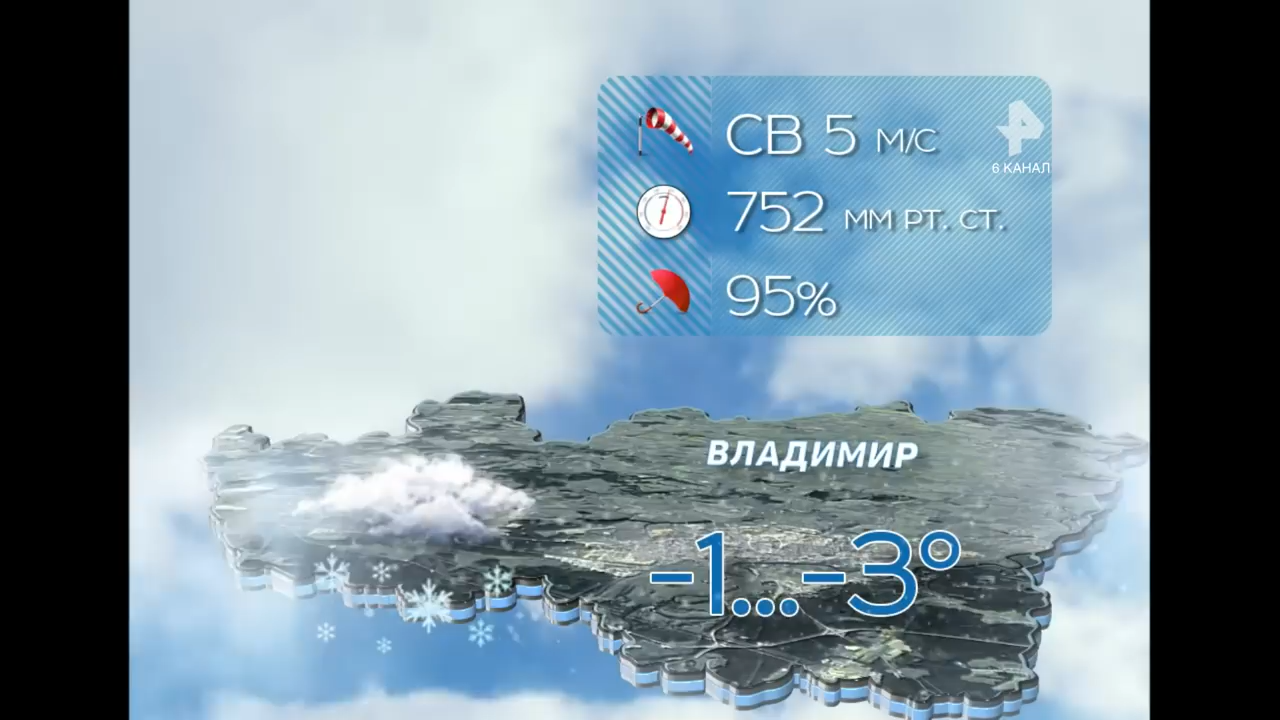 СВ 5 М/С
6 КАНАЛ
752 ММ РТ. СТ.
95%
ВЛАДИМИР
-1...-3°